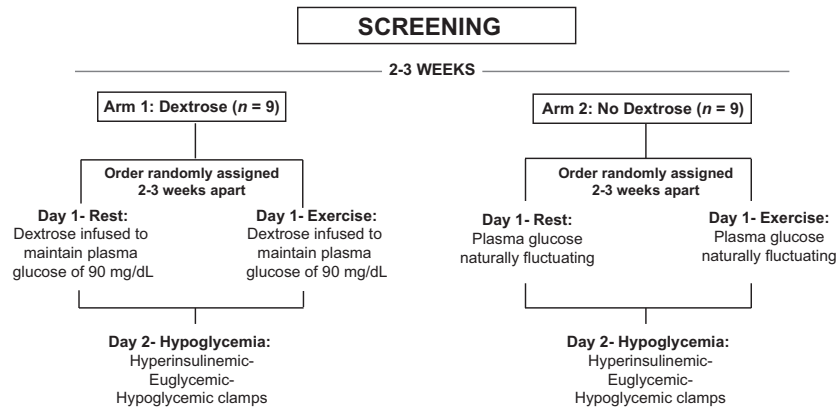 SCREENING
2-3 WEEKS
Arm 1: Dextrose (n = 9)
Order randomly assigned
2-3 weeks apart
Day 1- Rest:
Dextrose infused to
maintain plasma
glucose of 90 mg/dL
Day 1- Exercise:
Dextrose infused to
maintain plasma
glucose of 90 mg/dL
Day 2- Hypoglycemia:
Hyperinsulinemic-
Euglycemic-
Hypoglycemic clamps
Arm 2: No Dextrose (n = 9)
Order randomly assigned
2-3 weeks apart
Day 1- Rest:
Plasma glucose
naturally fluctuating
Day 1- Exercise:
Plasma glucose
naturally fluctuating
Day 2- Hypoglycemia:
Hyperinsulinemic-
Euglycemic-
Hypoglycemic clamps